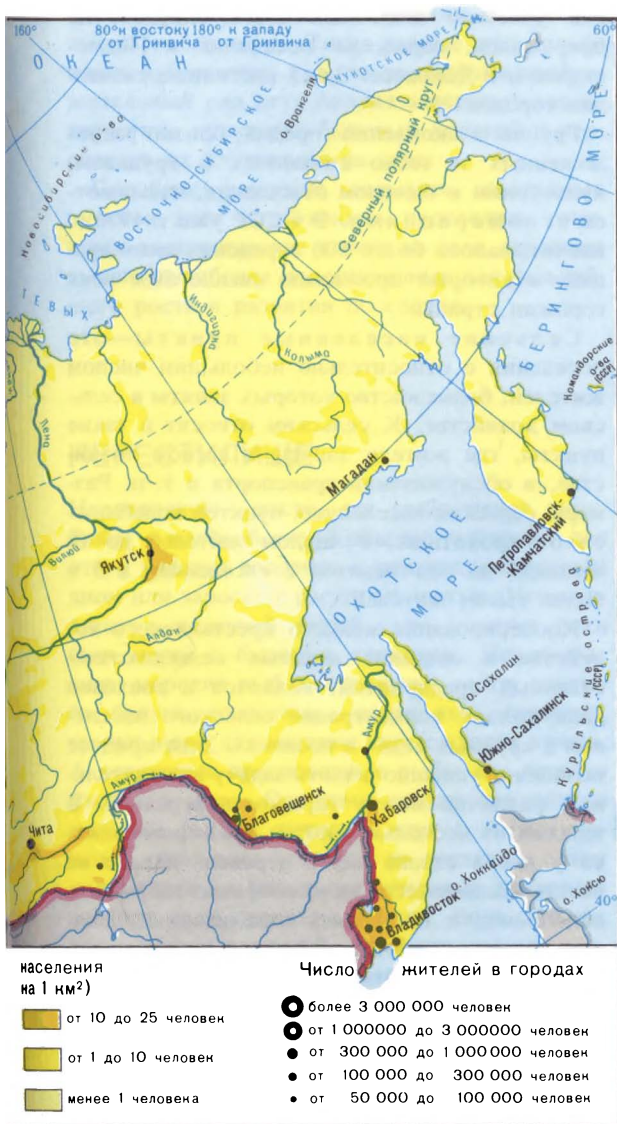 160°
80° к востоку 180° к западу
от Гринвича от Гринвича
60°
ОКЕАН
ЧУКОТСКОЕ МОРЕ
о.Врангеля
Новосибирские о-ва
ВОСТОЧНО-СИБИРСКОЕ
МОРЕ
Северный полярный круг
БЕРИНГОВО МОРЕ
ТЕВЫХ
Индигирка
Колыма
Лена
Командорские
о-ва
(СССР)
Магадан
Петропавловск-
-Камчатский
Вилюй
Якутск
Алдан
ОХОТСКОЕ
МОРЕ
о.Сахалин
Южно-Сахалинск
Курильские острова
(СССР)
Амур
Амур
Чита
Благовещенск
Хабаровск
Владивосток
о.Хоккайдо
о.Хонсю
40°
населения
на 1 км²)
от 10 до 25 человек
от 1 до 10 человек
менее 1 человека
Число жителей в городах
более 3 000 000 человек
от 1 000000 до 3 000000 человек
от 300 000 до 1 000 000 человек
от 100 000 до 300 000 человек
от 50 000 до 100 000 человек